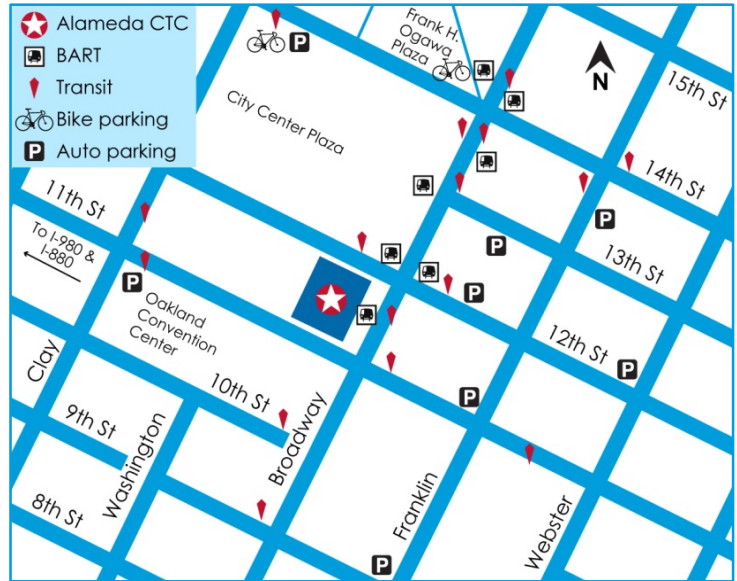 Alameda CTC
BART
Transit
Bike parking
P Auto parking
P
Frank H.
Ogawa
Plaza
N
15th St
City Center Plaza
14th St
11th St
P
13th St
To I-980 &
I-880
P
P
P
Oakland
Convention
Center
12th St
P
10th St
P
Clay
9th St
Washington
Broadway
8th St
Franklin
Webster
P